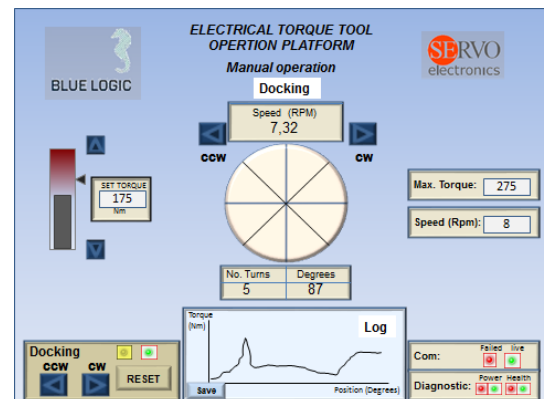 ELECTRICAL TORQUE TOOL
OPERTION PLATFORM
Manual operation
BLUE LOGIC
SERVO
electronics
Docking
Speed (RPM)
7,32
CCW
CW
SET TORQUE
175
Nm
Max. Torque: 275
Speed (Rpm): 8
No. Turns Degrees
5 87
Torque
(Nm)
Log
Save
Position (Degrees)
Docking
CCW CW
RESET
Failed live
Com:
Power Health
Diagnostic: